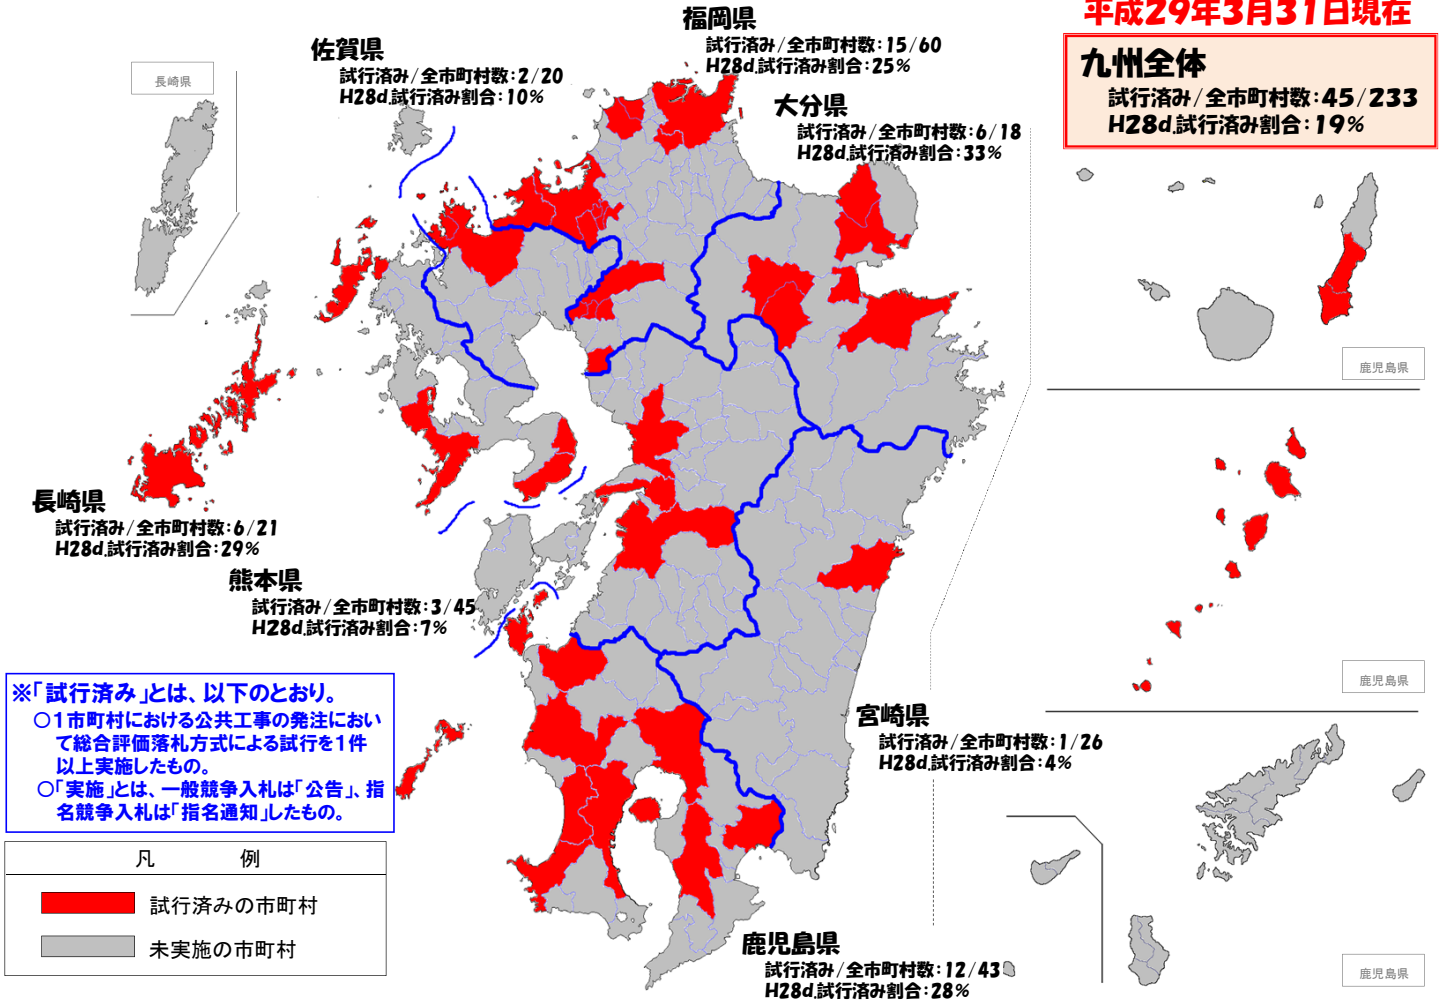 平成29年3月31日現在
九州全体
試行済み/全市町村数:45/233
H28d.試行済み割合:19%
福岡県
試行済み/全市町村数:15/60
H28d.試行済み割合:25%
佐賀県
試行済み/全市町村数:2/20
H28d.試行済み割合:10%
長崎県
大分県
試行済み/全市町村数:6/18
H28d.試行済み割合:33%
鹿児島県
長崎県
試行済み/全市町村数:6/21
H28d.試行済み割合:29%
熊本県
試行済み/全市町村数:3/45
H28d.試行済み割合:7%
鹿児島県
宮崎県
試行済み/全市町村数:1/26
H28d.試行済み割合:4%
※「試行済み」とは、以下のとおり。
○1市町村における公共工事の発注におい
て総合評価落札方式による試行を1件
以上実施したもの。
○「実施」とは、一般競争入札は「公告」、指
名競争入札は「指名通知」したもの。
凡 例
試行済みの市町村
未実施の市町村
鹿児島県
試行済み/全市町村数:12/43
H28d.試行済み割合:28%
鹿児島県